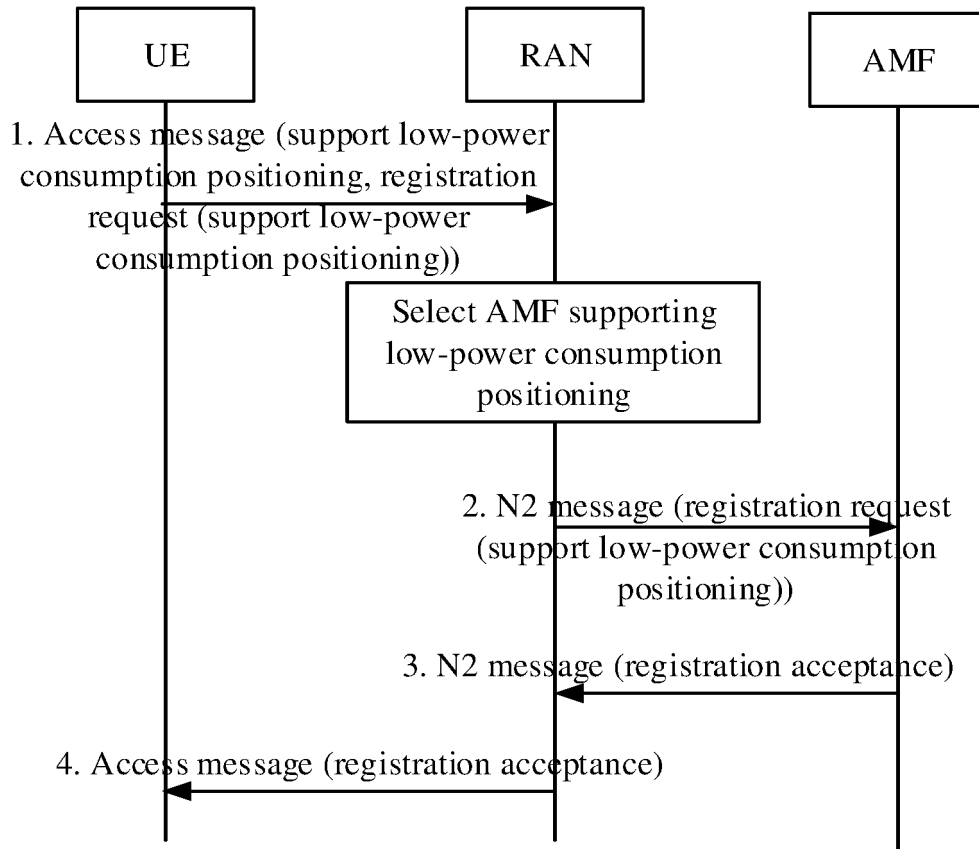 UE
RAN
AMF
1. Access message (support low-power
consumption positioning, registration
request (support low-power
consumption positioning))
Select AMF supporting
low-power consumption
positioning
2. N2 message (registration request
(support low-power consumption
positioning))
3. N2 message (registration acceptance)
4. Access message (registration acceptance)